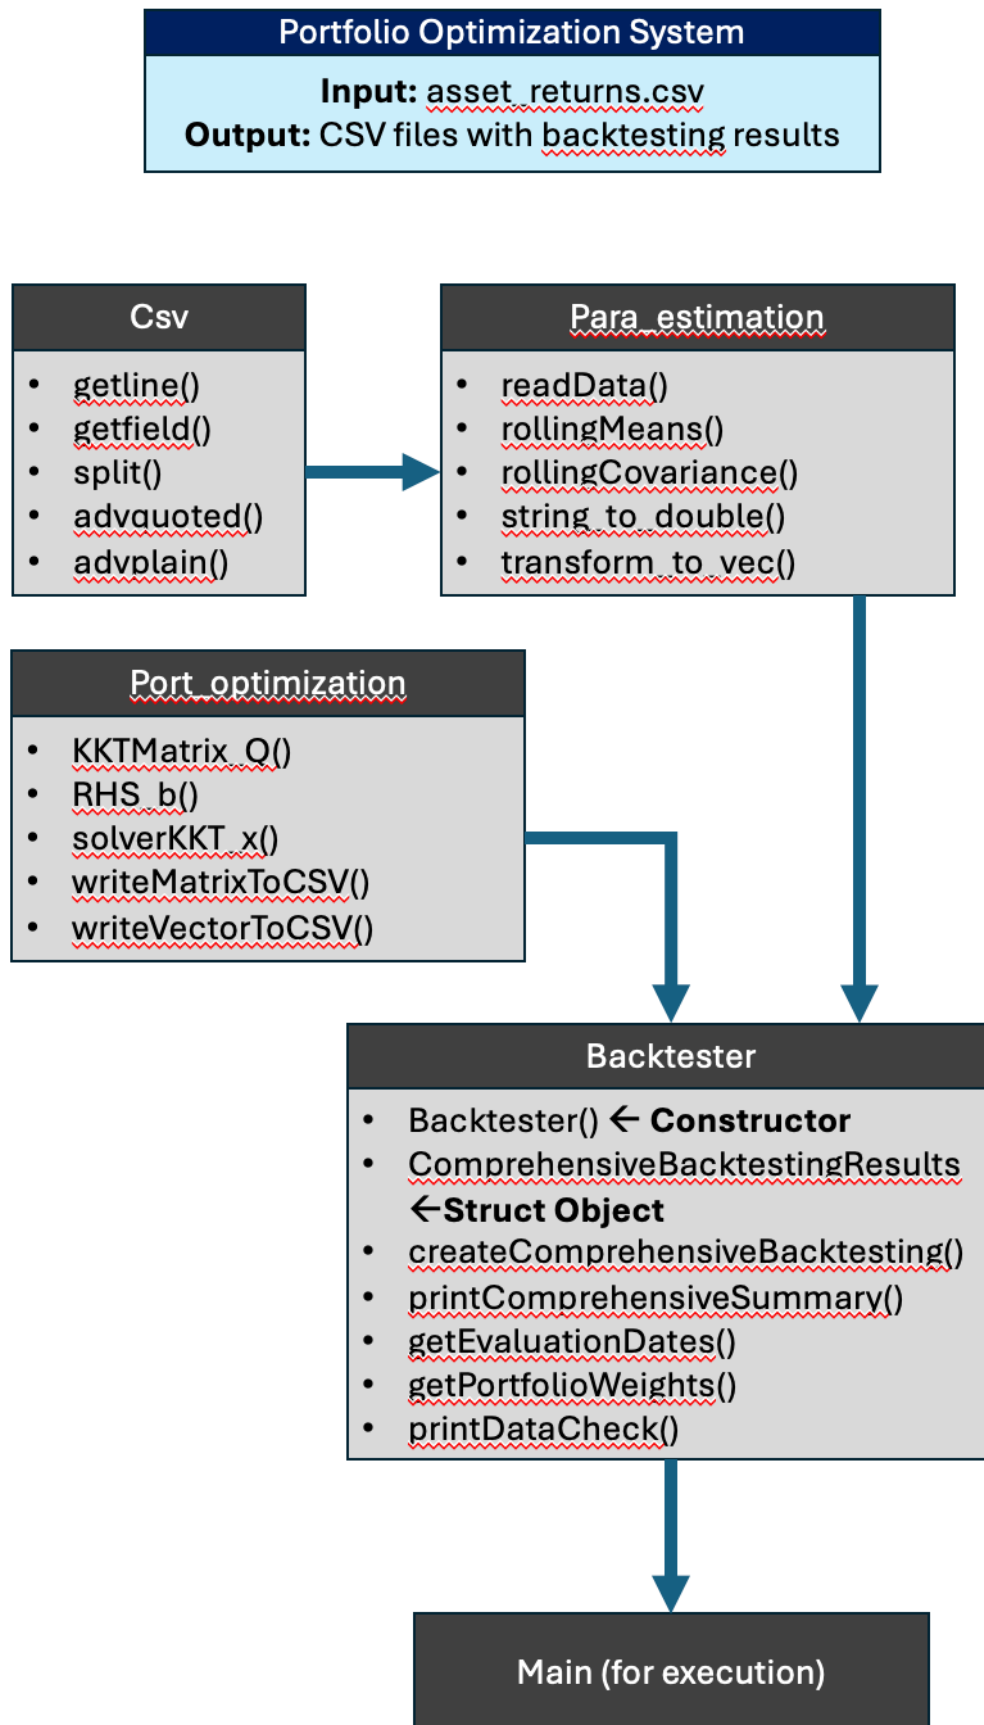 Portfolio Optimization System
Input: asset_returns.csv
Output: CSV files with backtesting results
Csv
• getline()
• getfield()
• split()
• advquoted()
• advplain()
Para_estimation
• readData()
• rollingMeans()
• rollingCovariance()
• string_to_double()
• transform_to_vec()
Port_optimization
• KKTMatrix_Q()
• RHS_b()
• solverKKT_x()
• writeMatrixToCSV()
• writeVectorToCSV()
Backtester
• Backtester() ← Constructor
• ComprehensiveBacktestingResults
←Struct Object
• createComprehensiveBacktesting()
• printComprehensiveSummary()
• getEvaluationDates()
• getPortfolioWeights()
• printDataCheck()
Main (for execution)